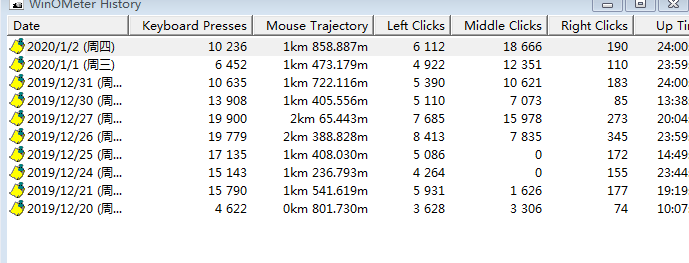 WinOMeter History
Date Keyboard Presses Mouse Trajectory Left Clicks Middle Clicks Right Clicks Up Ti
2020/1/2 (周四) 10 236 1km 858.887m 6 112 18 666 190 24:00
2020/1/1 (周三) 6 452 1km 473.179m 4 922 12 351 110 23:59
2019/12/31 (周... 10 635 1km 722.116m 5 390 10 621 183 24:00
2019/12/30 (周... 13 908 1km 405.556m 5 110 7 073 85 13:38
2019/12/27 (周... 19 900 2km 65.443m 7 685 15 978 273 20:04
2019/12/26 (周... 19 779 2km 388.828m 8 413 7 835 345 23:59
2019/12/25 (周... 17 135 1km 408.030m 5 086 0 172 14:49
2019/12/24 (周... 15 143 1km 236.793m 4 264 0 155 23:44
2019/12/21 (周... 15 790 1km 541.619m 5 931 1 626 177 19:19
2019/12/20 (周... 4 622 0km 801.730m 3 628 3 306 74 10:07